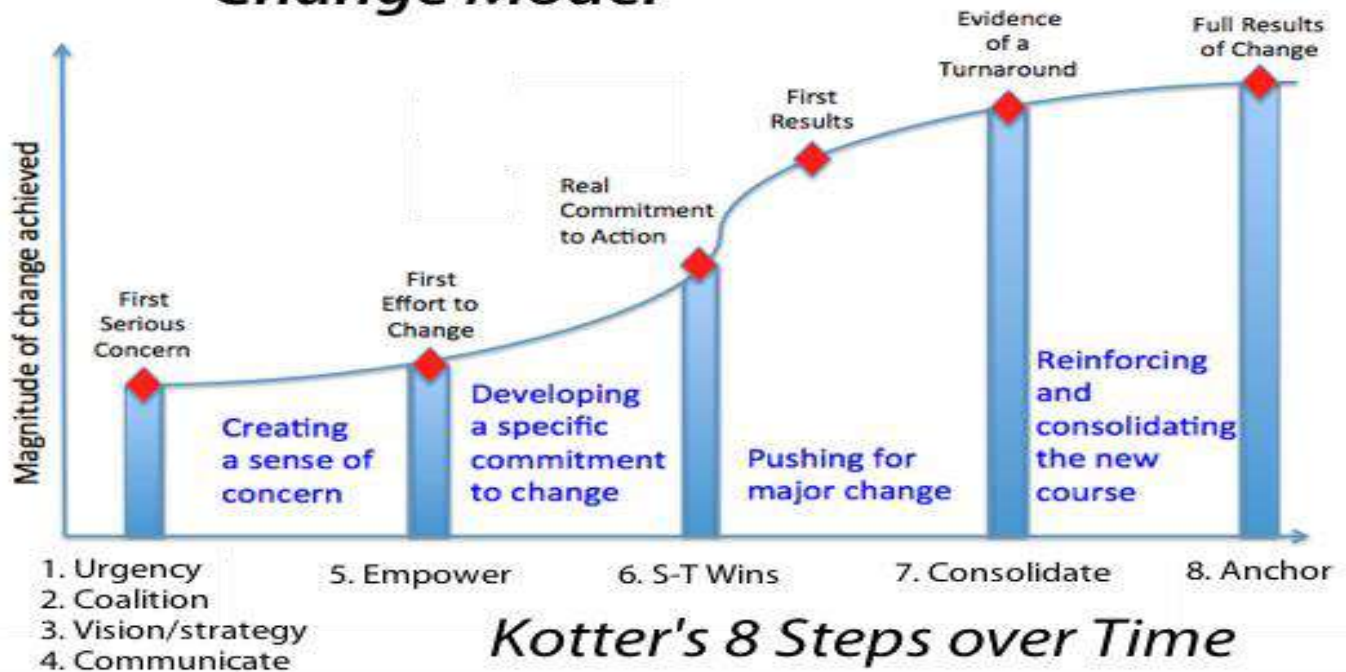 Change Model
Evidence
of a
Turnaround
Full Results
of Change
First
Results
Real
Commitment
to Action
First
Effort to
Change
First
Serious
Concern
Magnitude of change achieved
Creating
a sense of
concern
Developing
a specific
commitment
to change
Pushing for
major change
Reinforcing
and
consolidating
the new
course
1. Urgency
2. Coalition
3. Vision/strategy
4. Communicate
5. Empower
6. S-T Wins
7. Consolidate
8. Anchor
Kotter's 8 Steps over Time